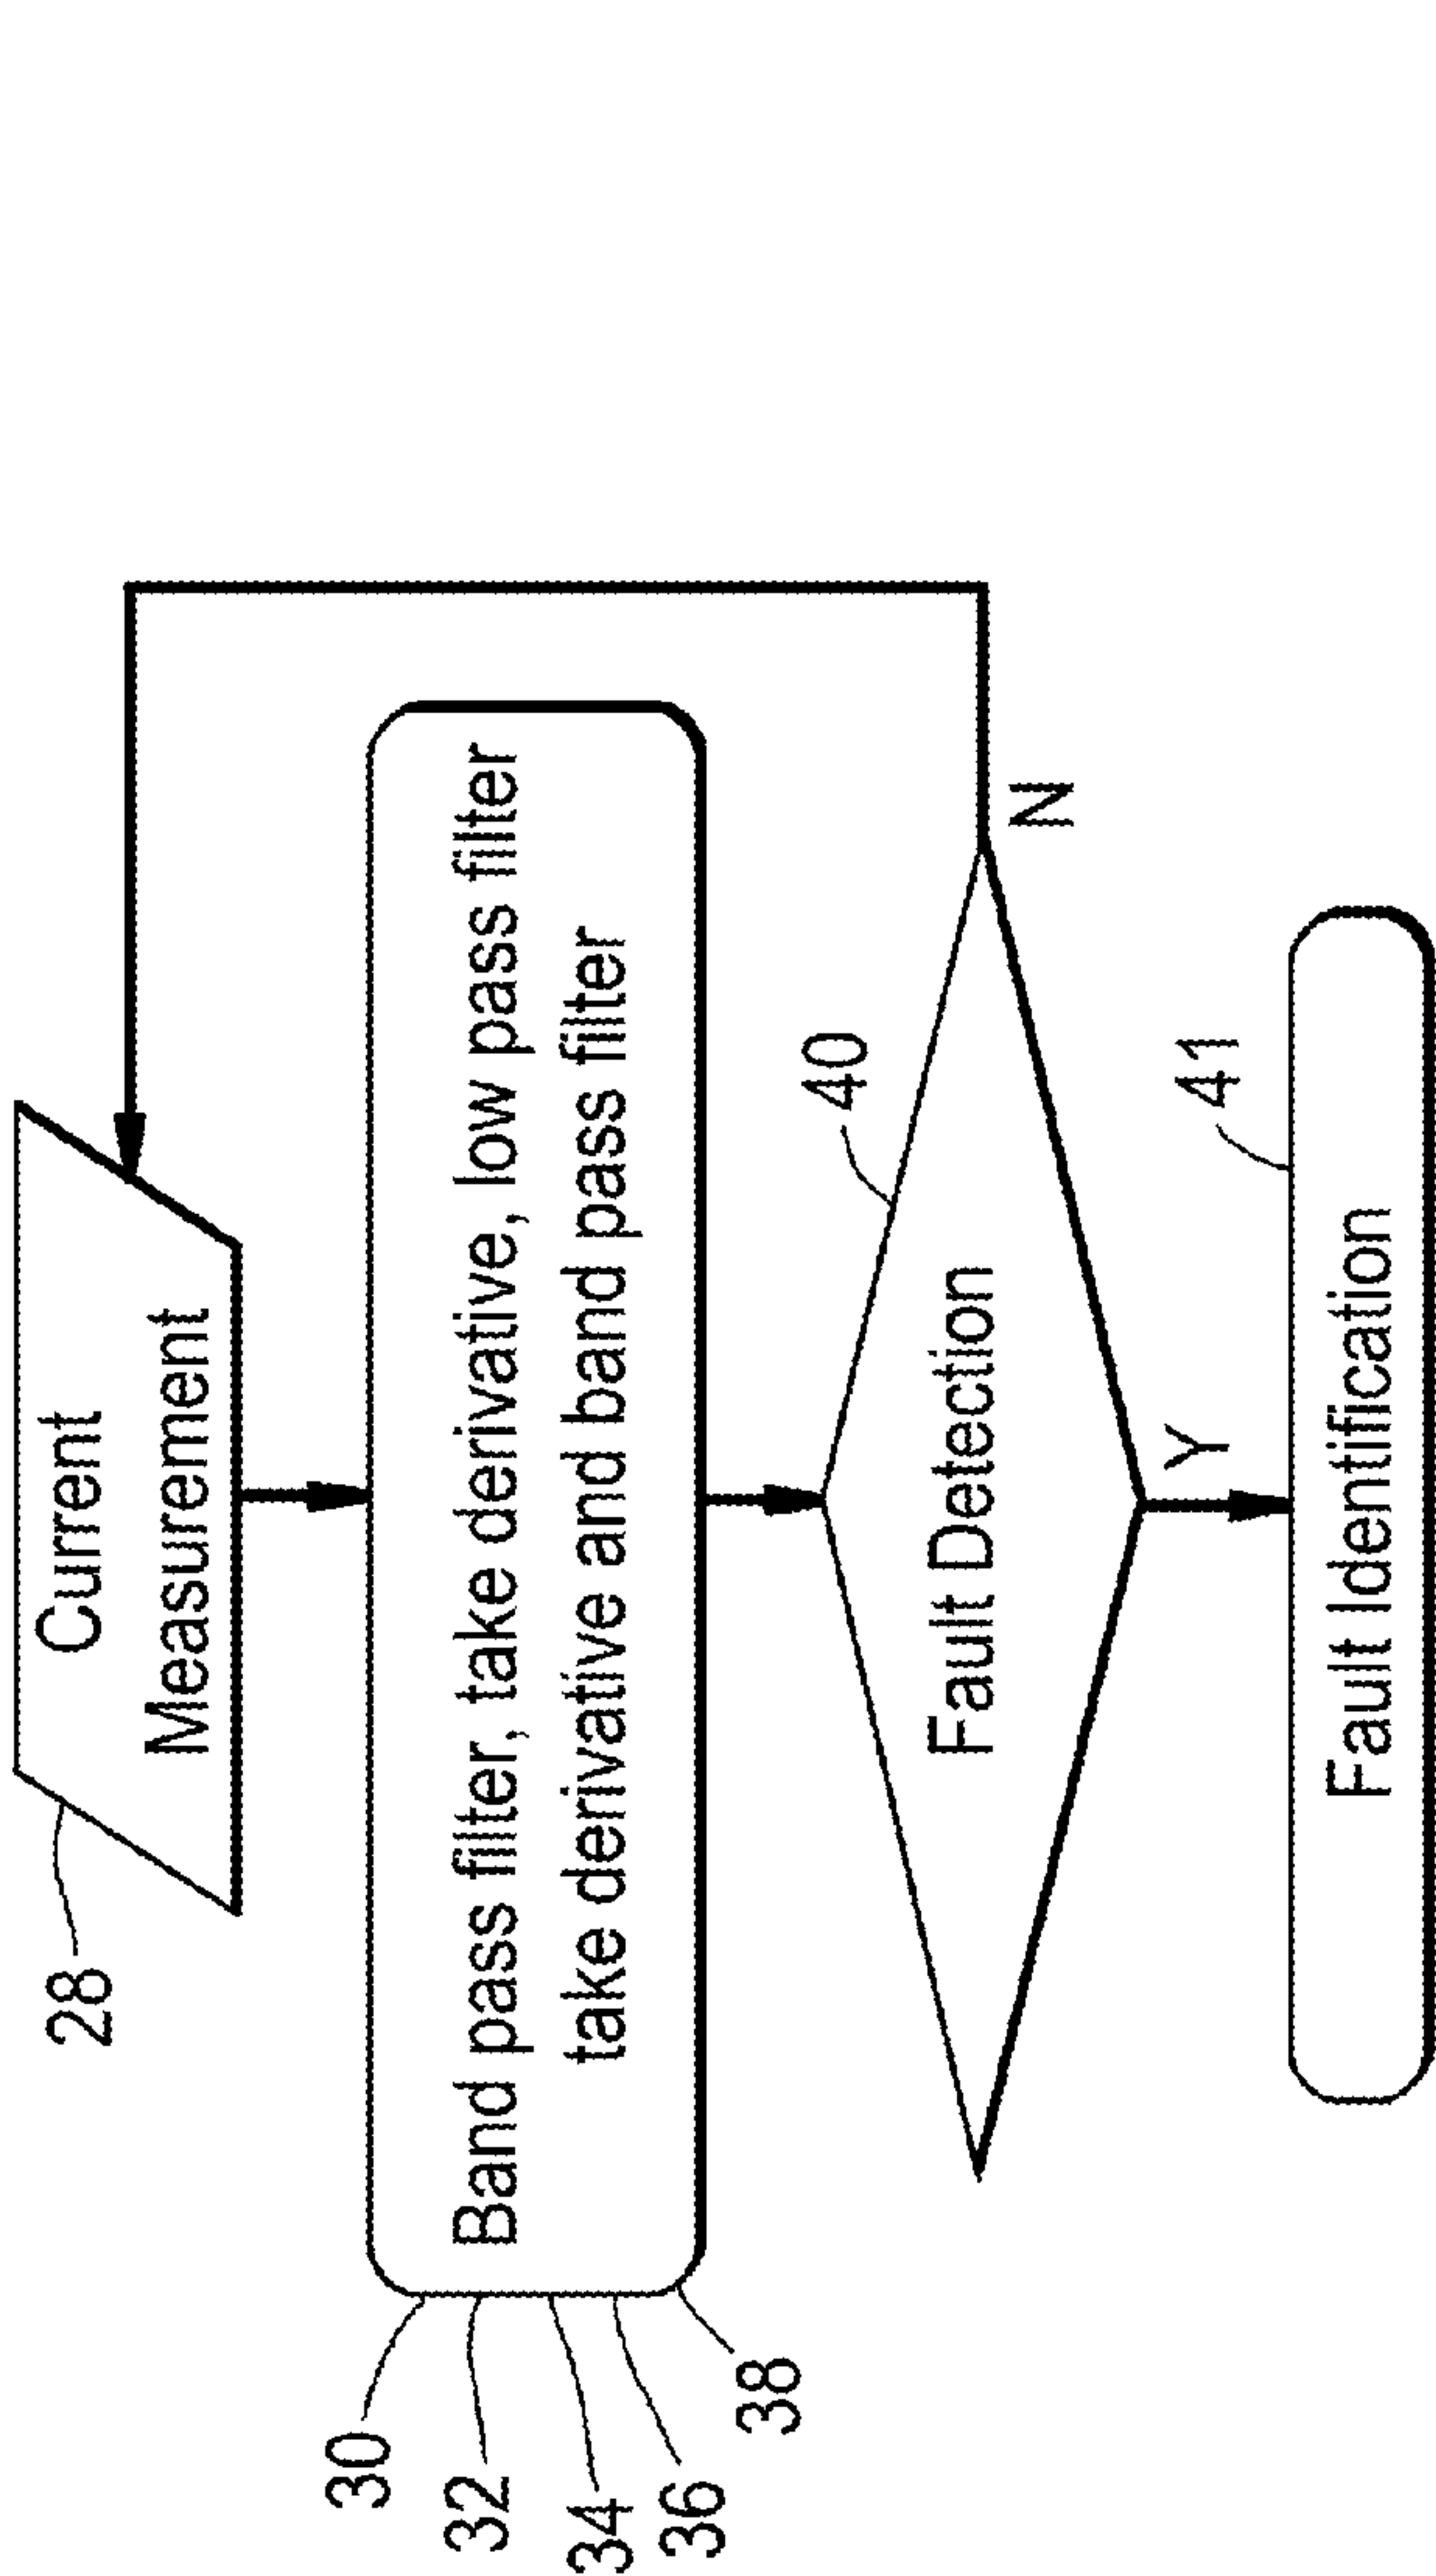 28
Current
Measurement
30
32
34
36
38
Band pass filter, take derivative, low pass filter
take derivative and band pass filter
40
Fault Detection
N
Y
41
Fault Identification